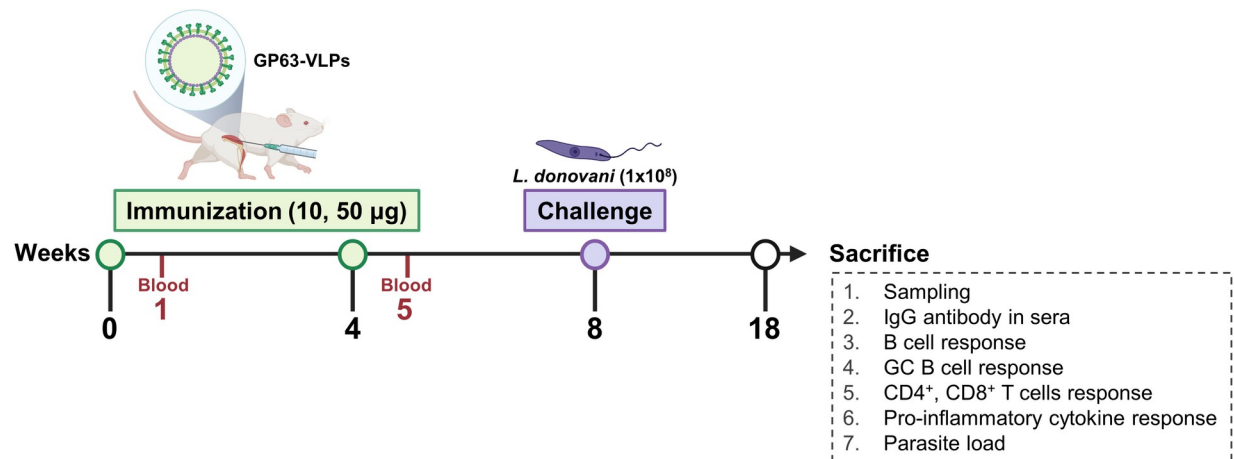 GP63-VLPs
L. donovani (1x10⁸)
Immunization (10, 50 µg)
Challenge
Weeks
Sacrifice
Blood
1
Blood
5
0
4
8
18
1. Sampling
2. IgG antibody in sera
3. B cell response
4. GC B cell response
5. CD4⁺, CD8⁺ T cells response
6. Pro-inflammatory cytokine response
7. Parasite load